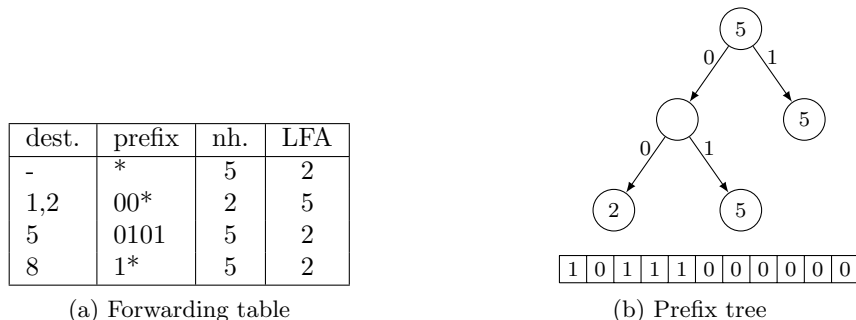 5
0 1
5
0 1
dest. prefix nh. LFA
- * 5 2
1,2 00* 2 5
5 0101 5 2
8 1* 5 2
2 5
1 0 1 1 1 0 0 0 0 0 0
(a) Forwarding table
(b) Prefix tree